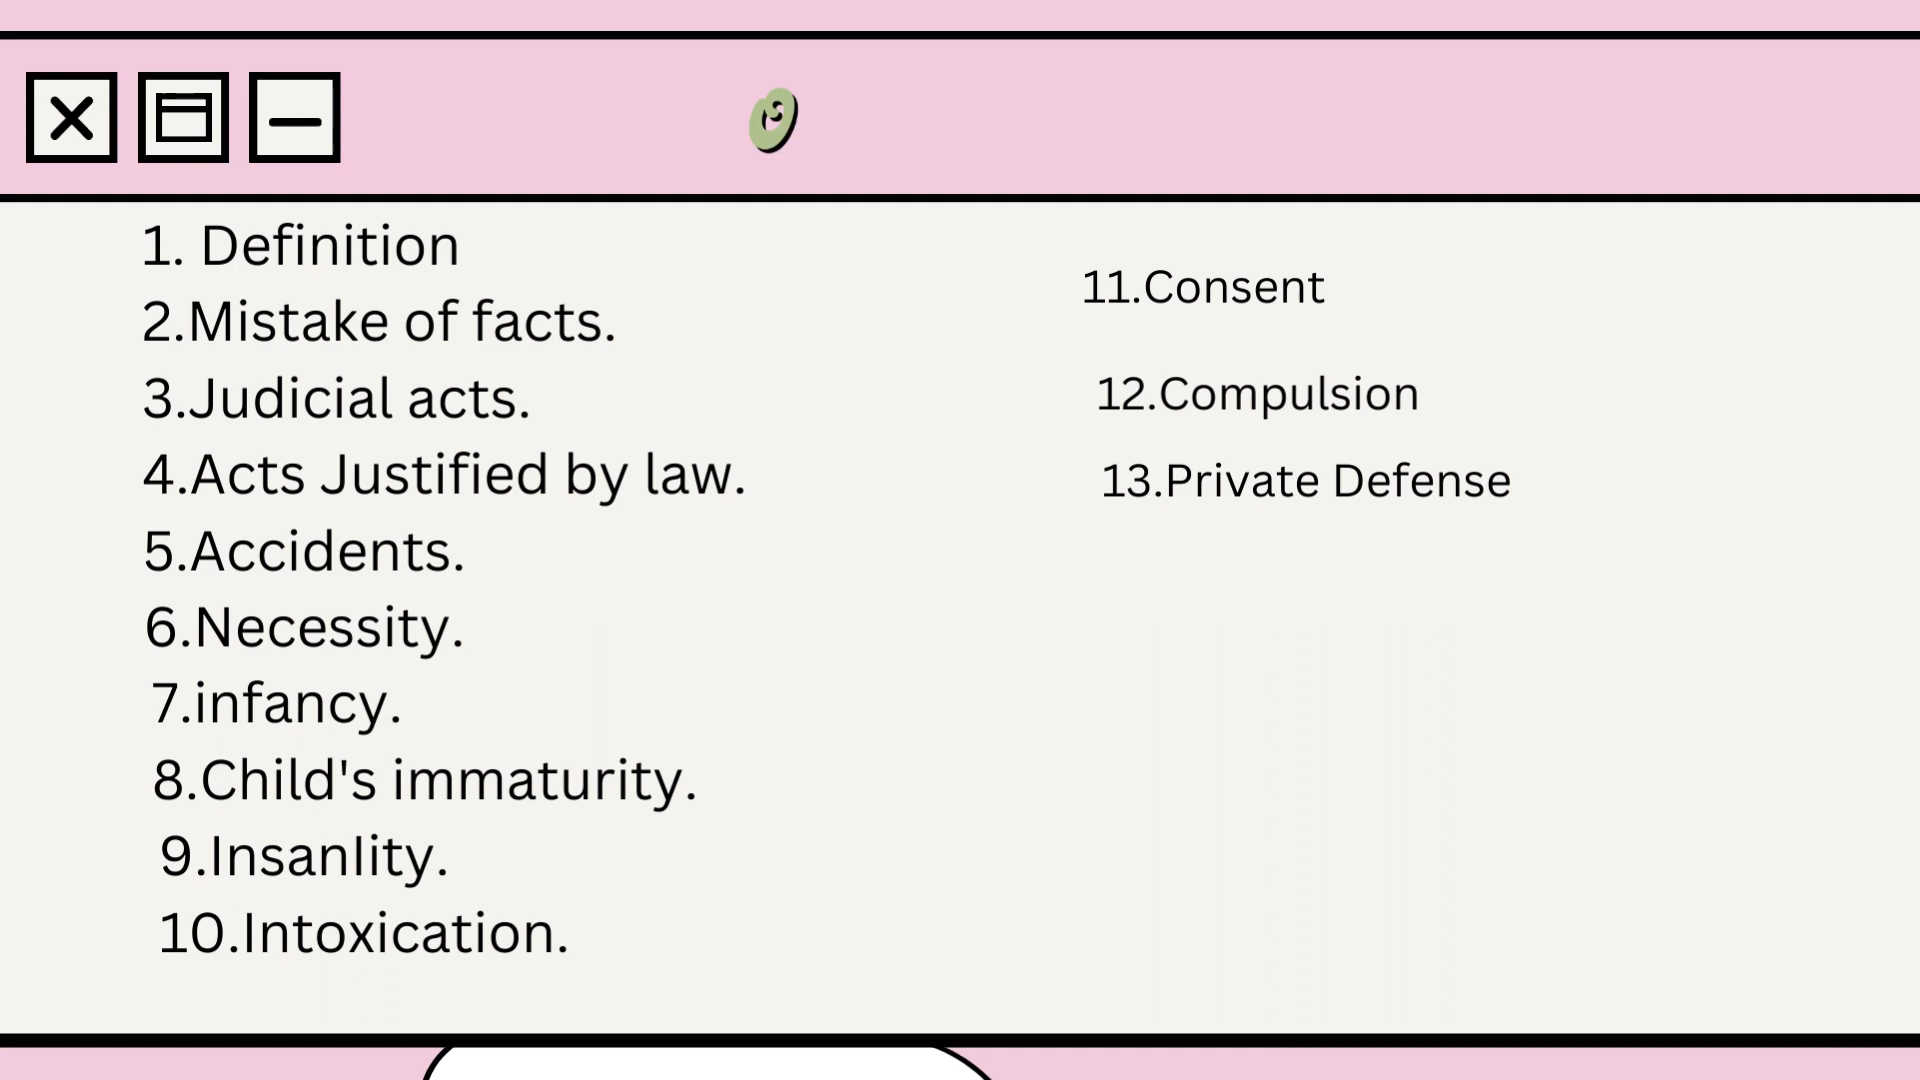 1. Definition
2.Mistake of facts.
3.Judicial acts.
4.Acts Justified by law.
5.Accidents.
6.Necessity.
7.infancy.
8.Child's immaturity.
9.InsanIity.
10.Intoxication.
11.Consent
12.Compulsion
13.Private Defense